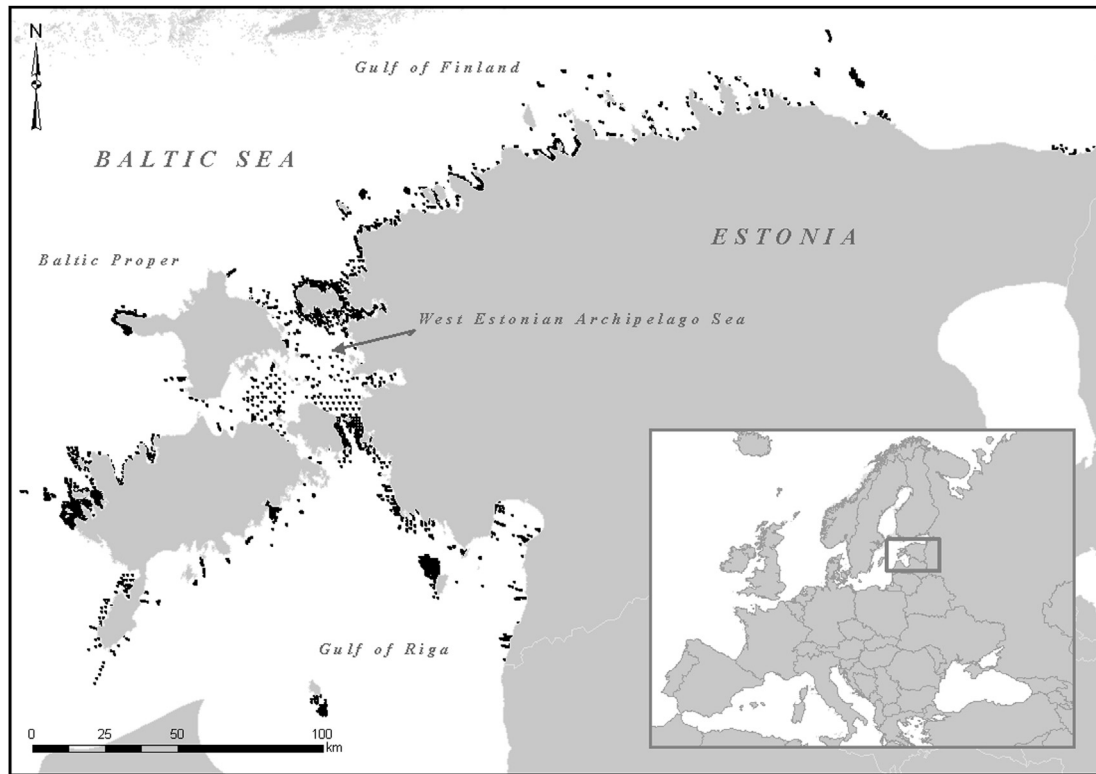 N
Gulf of Finland
BALTIC SEA
ESTONIA
Baltic Proper
West Estonian Archipelago Sea
Gulf of Riga
0 25 50 100
km